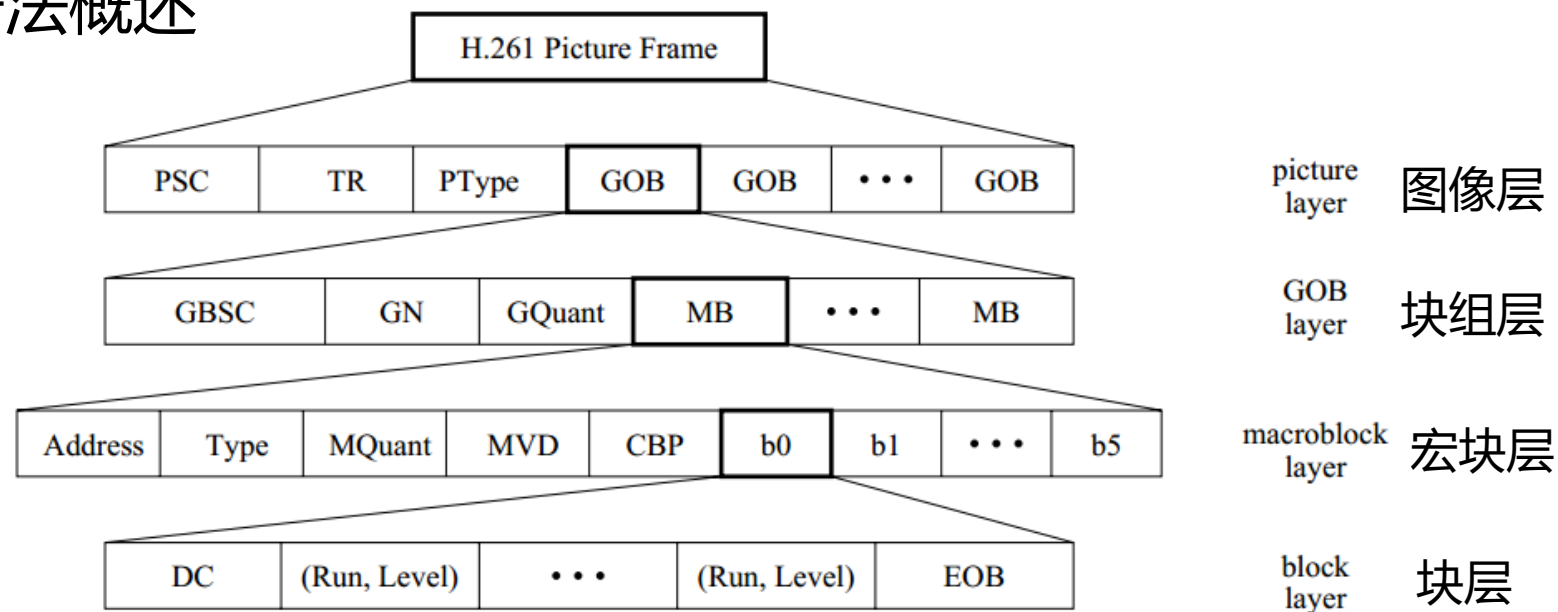 法概述
H.261 Picture Frame
PSC TR PType GOB GOB • • • GOB
picture
layer
图像层
GBSC GN GQuant MB • • • MB
GOB
layer
块组层
Address Type MQuant MVD CBP b0 b1 • • • b5
macroblock
layer
宏块层
DC (Run, Level) • • • (Run, Level) EOB
block
layer
块层